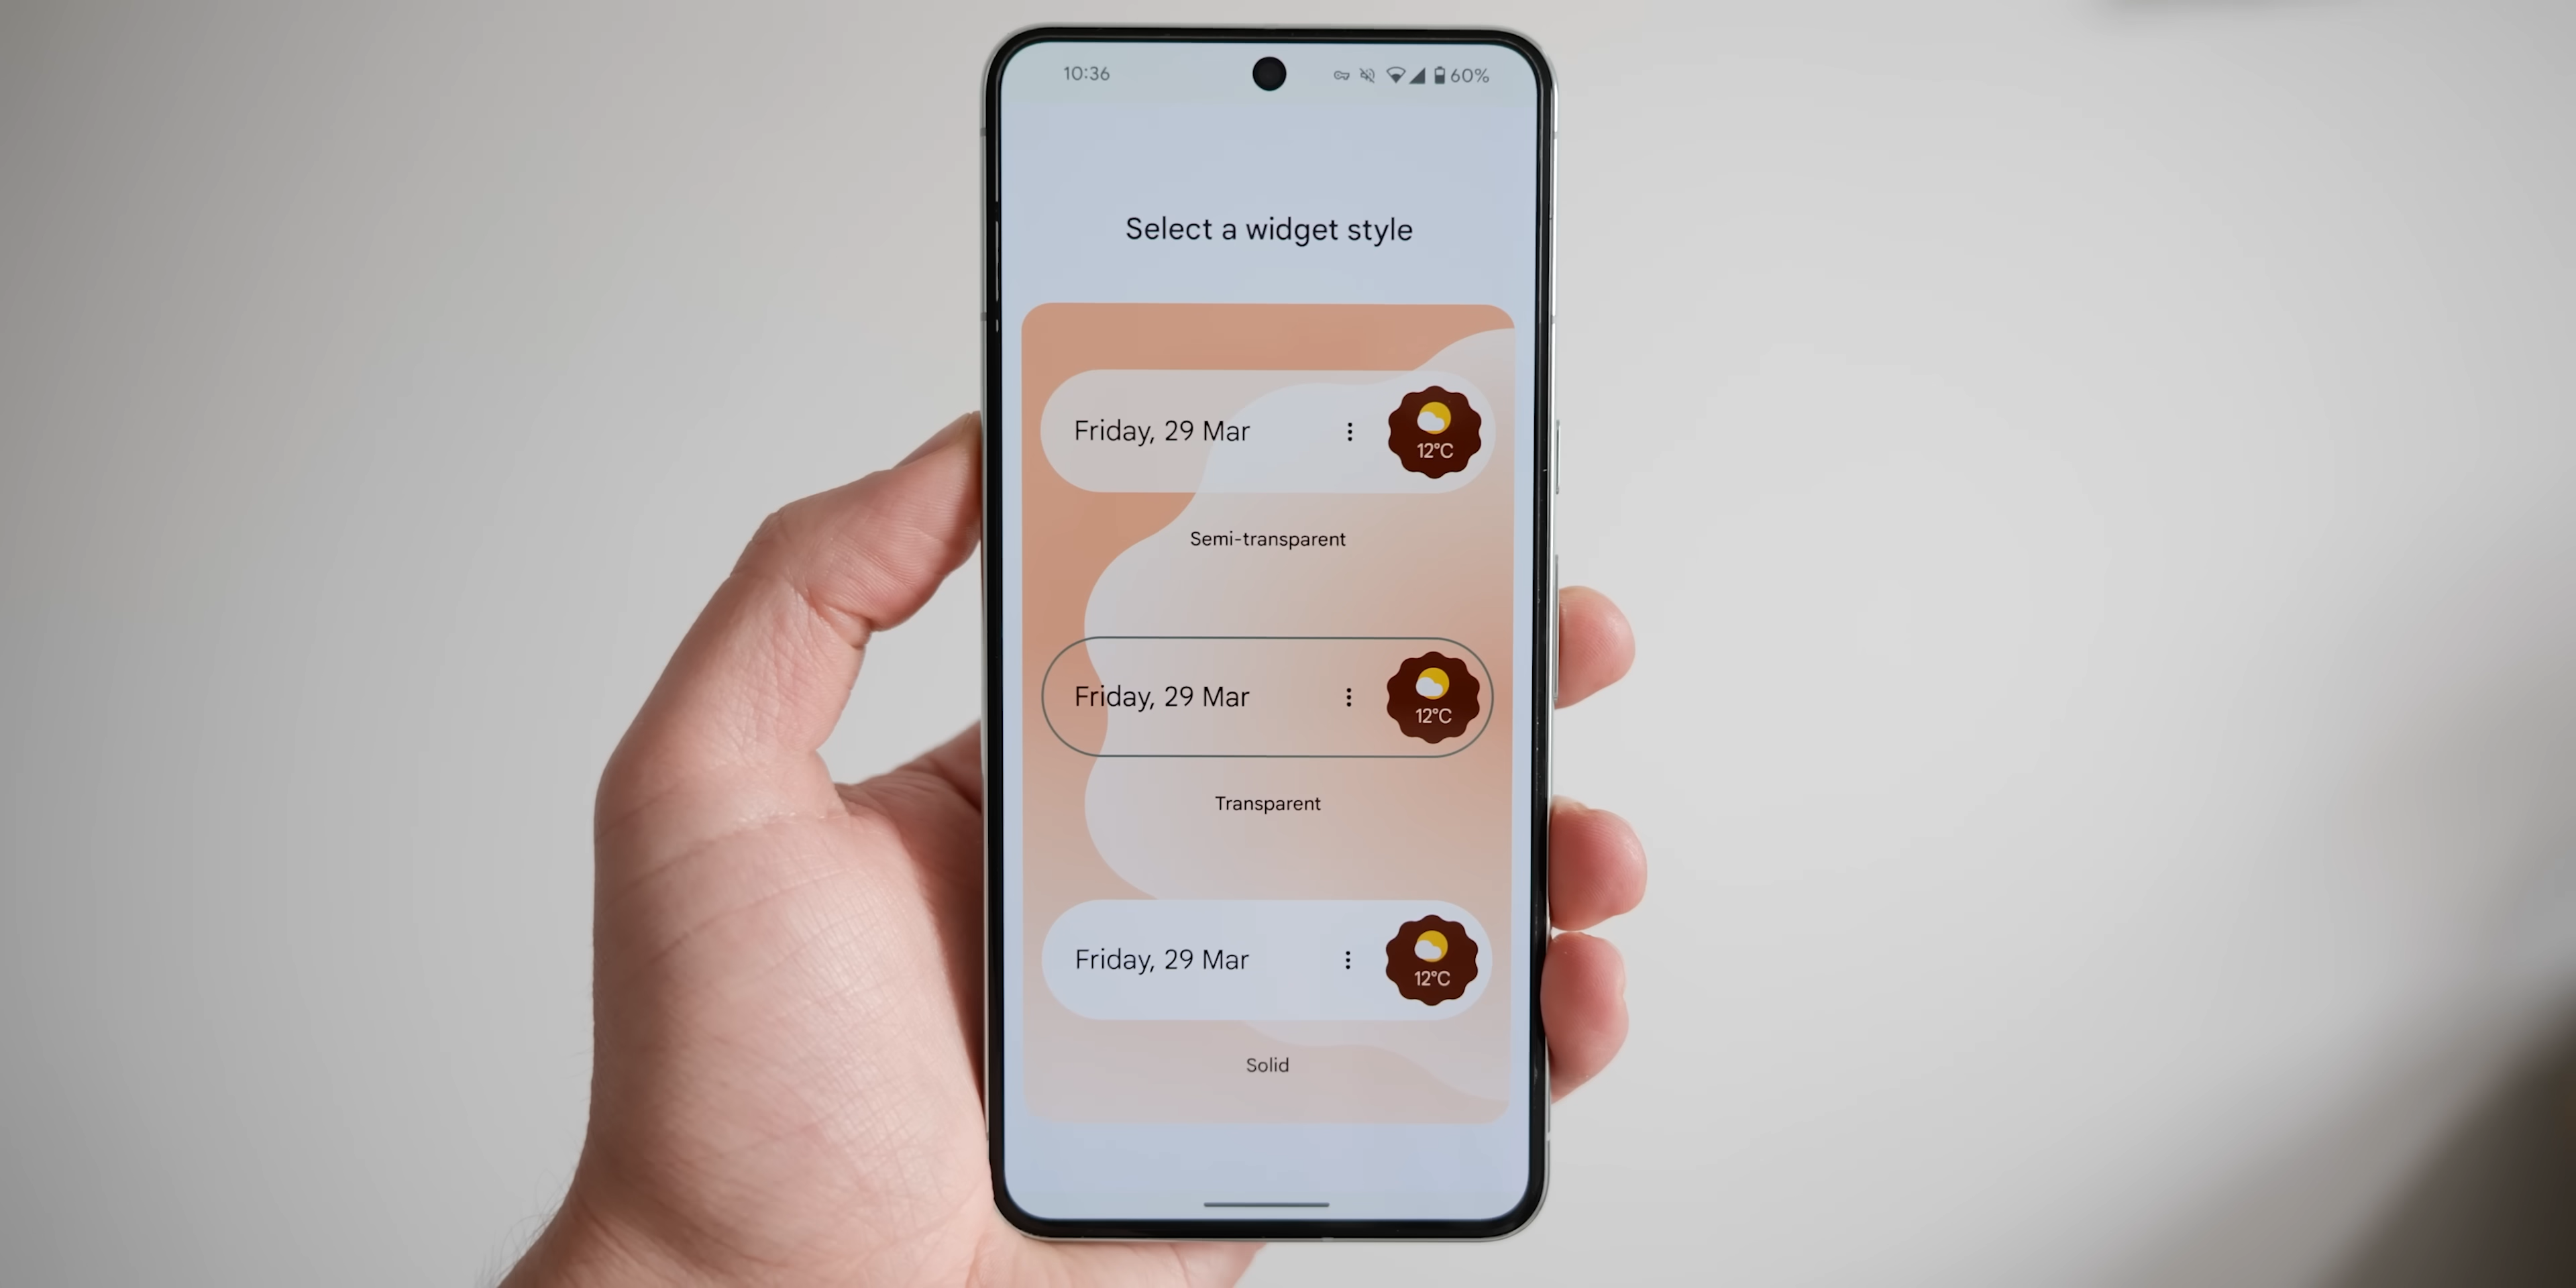 10:36
60%
Select a widget style
Friday, 29 Mar
12°C
Semi-transparent
Friday, 29 Mar
12°C
Transparent
Friday, 29 Mar
12°C
Solid